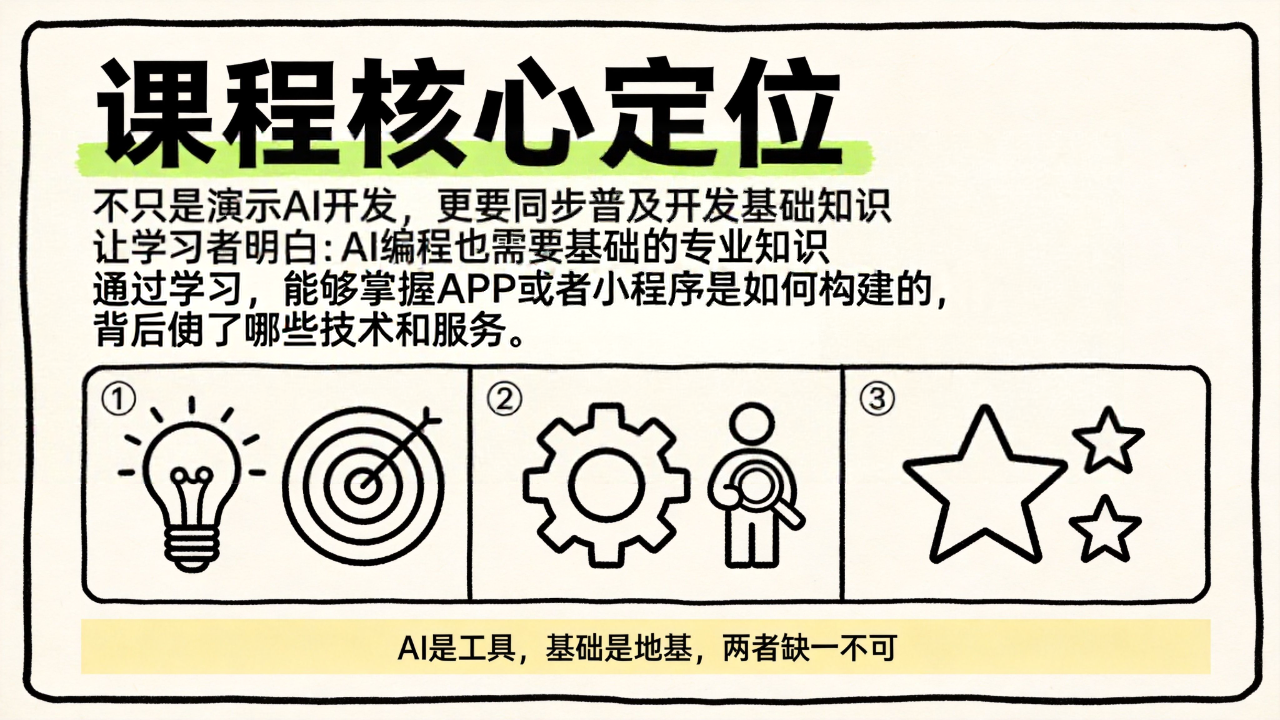 课程核心定位
不只是演示AI开发，更要同步普及开发基础知识
让学习者明白：AI编程也需要基础的专业知识
通过学习，能够掌握APP或者小程序是如何构建的，
背后使了哪些技术和服务。
① ② ③
AI是工具，基础是地基，两者缺一不可